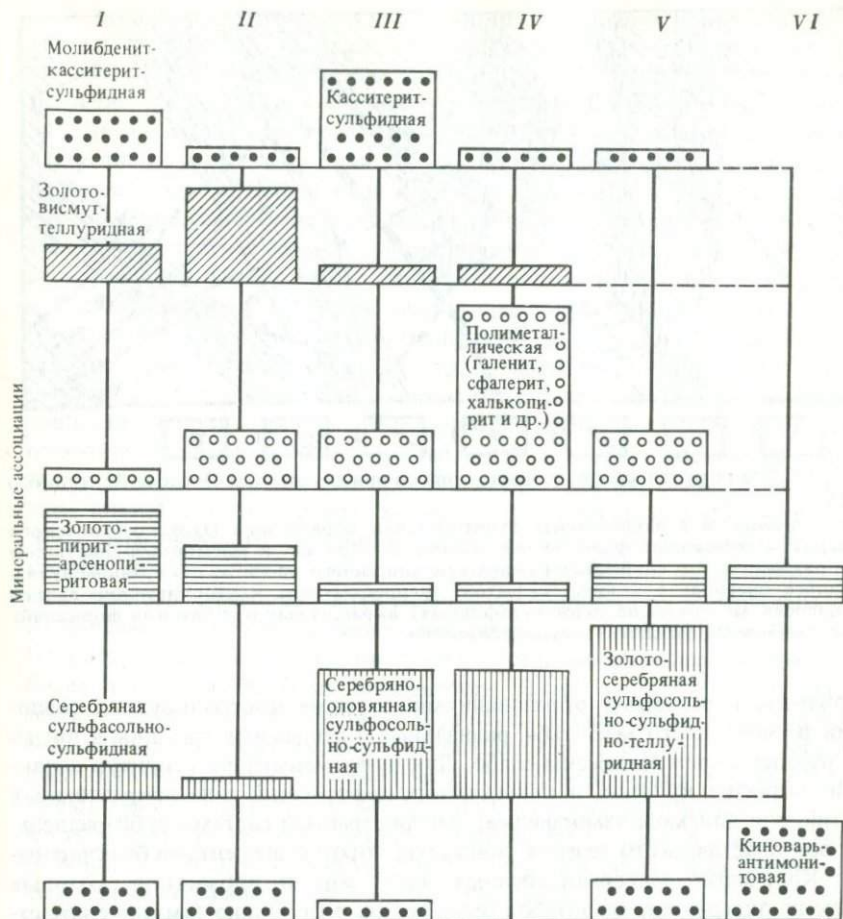 I II III IV V VI
Молибденит-
касситерит-
сульфидная
Касситерит-
сульфидная
Золото-
висмут-
теллуридная
Полиметал-
лическая
(галенит,
сфалерит,
халькопи-
рит и др.)
Минеральные ассоциации
Золото-
пирит-
арсенопи-
ритовая
Серебряная
сульфасольно-
сульфидная
Серебряно-
оловянная
сульфосоль-
но-сульфид-
ная
Золото-
серебряная
сульфосоль-
но-сульфид-
но-теллу-
ридная
Киноварь-
антимони-
товая